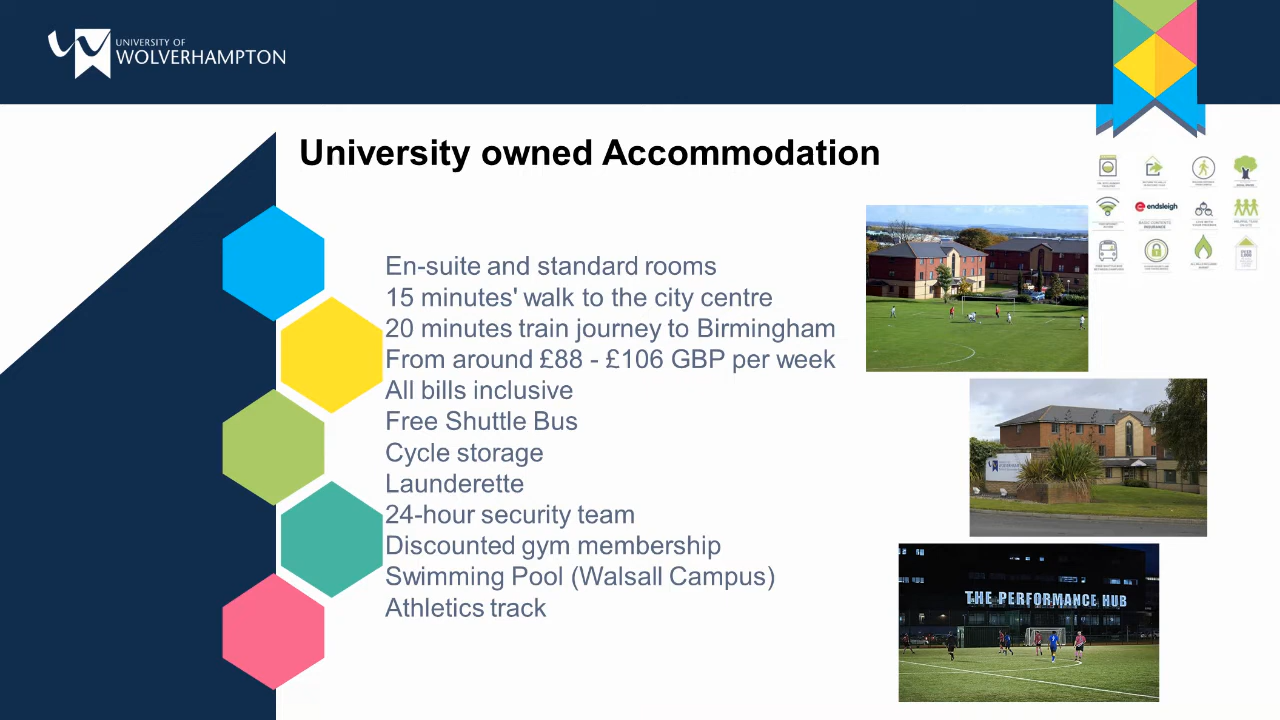 UNIVERSITY OF
WOLVERHAMPTON
University owned Accommodation
En-suite and standard rooms
15 minutes' walk to the city centre
20 minutes train journey to Birmingham
From around £88 - £106 GBP per week
All bills inclusive
Free Shuttle Bus
Cycle storage
Launderette
24-hour security team
Discounted gym membership
Swimming Pool (Walsall Campus)
Athletics track
endsleigh
THE PERFORMANCE HUB